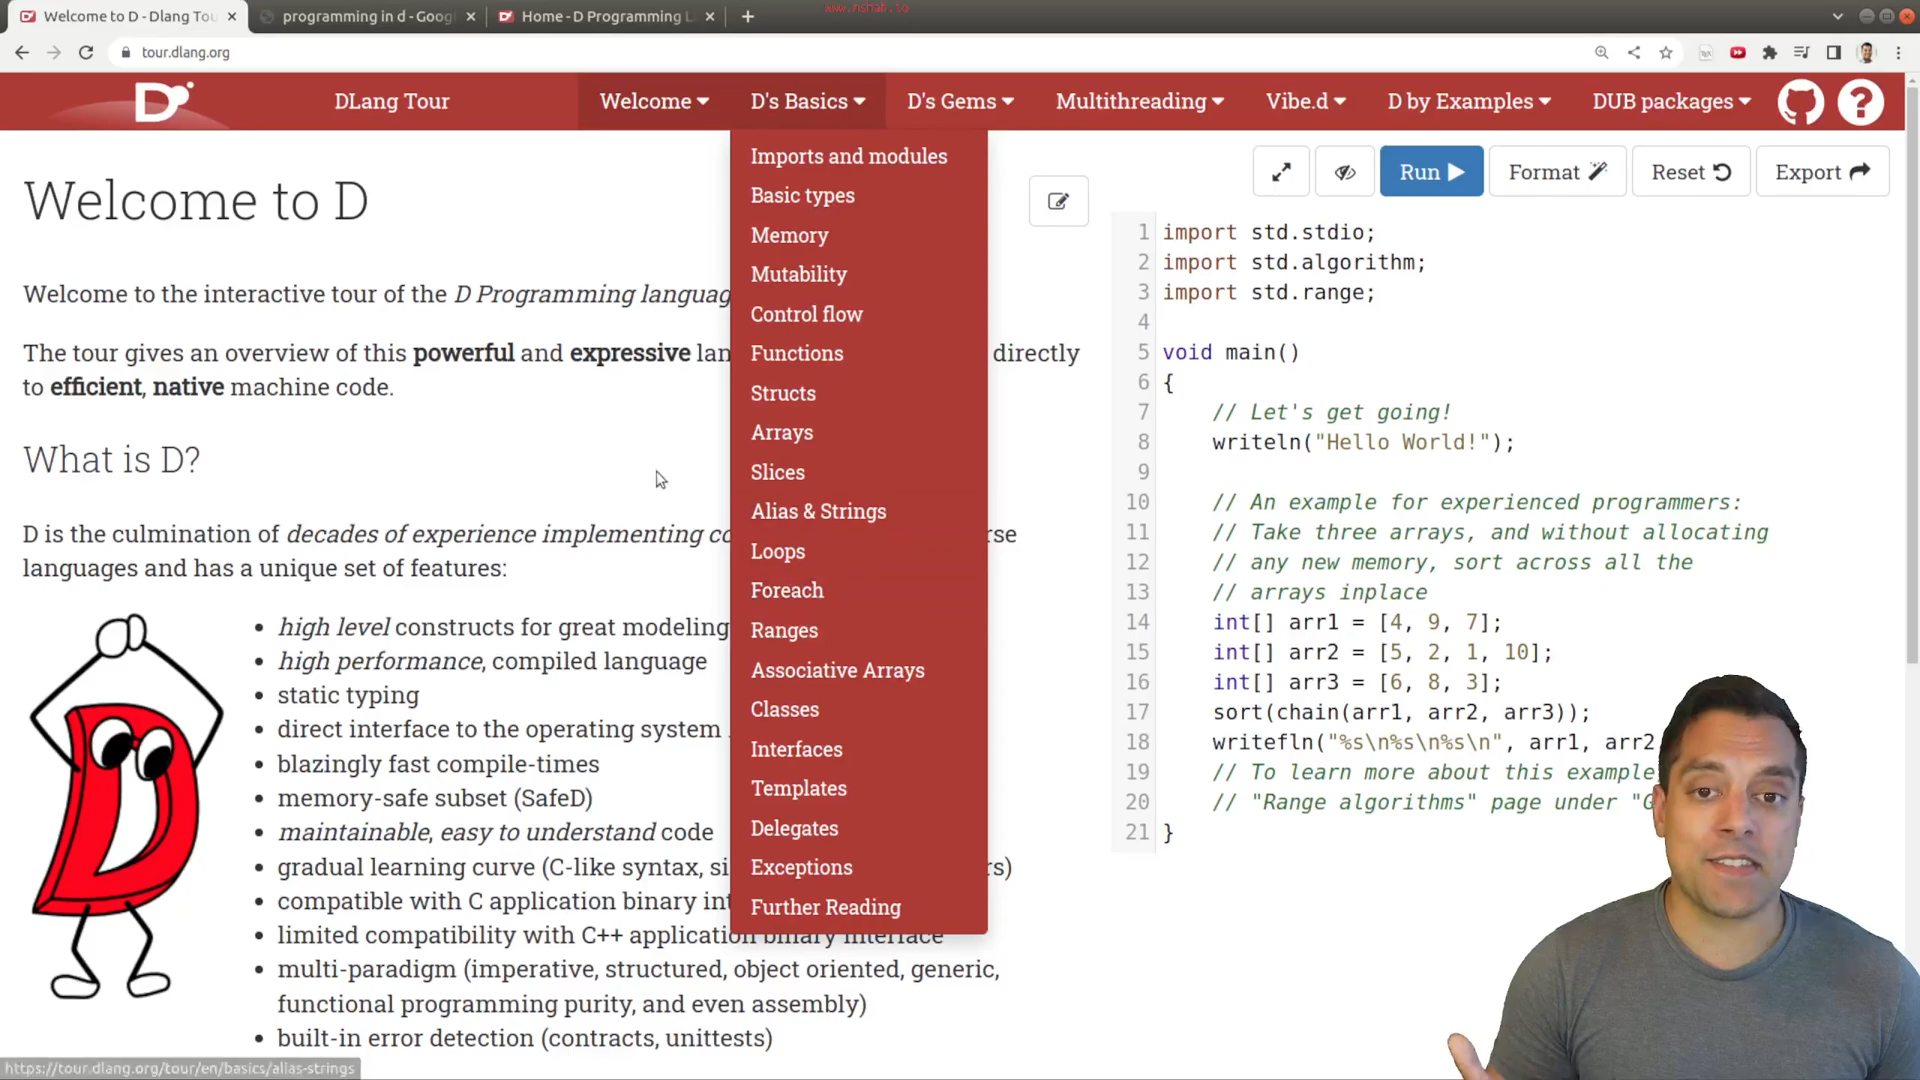 Welcome to D - Dlang Tou
programming in d - Goog
Home - D Programming L
www.mshah.io
tour.dlang.org
DLang Tour
Welcome
D's Basics
D's Gems
Multithreading
Vibe.d
D by Examples
DUB packages
?
Imports and modules
Basic types
Memory
Mutability
Control flow
Functions
Structs
Arrays
Slices
Alias & Strings
Loops
Foreach
Ranges
Associative Arrays
Classes
Interfaces
Templates
Delegates
Exceptions
Further Reading
Welcome to D
Welcome to the interactive tour of the D Programming languag
The tour gives an overview of this powerful and expressive lan directly
to efficient, native machine code.
What is D?
D is the culmination of decades of experience implementing co rse
languages and has a unique set of features:
• high level constructs for great modeling
• high performance, compiled language
• static typing
• direct interface to the operating system
• blazingly fast compile-times
• memory-safe subset (SafeD)
• maintainable, easy to understand code
• gradual learning curve (C-like syntax, si rs)
• compatible with C application binary int
• limited compatibility with C++ application binary interface
• multi-paradigm (imperative, structured, object oriented, generic,
functional programming purity, and even assembly)
• built-in error detection (contracts, unittests)
Run
Format
Reset
Export
1 import std.stdio;
2 import std.algorithm;
3 import std.range;
4
5 void main()
6 {
7 // Let's get going!
8 writeln("Hello World!");
9
10 // An example for experienced programmers:
11 // Take three arrays, and without allocating
12 // any new memory, sort across all the
13 // arrays inplace
14 int[] arr1 = [4, 9, 7];
15 int[] arr2 = [5, 2, 1, 10];
16 int[] arr3 = [6, 8, 3];
17 sort(chain(arr1, arr2, arr3));
18 writefln("%s\n%s\n%s\n", arr1, arr2
19 // To learn more about this example
20 // "Range algorithms" page under "G
21 }
https://tour.dlang.org/tour/en/basics/alias-strings